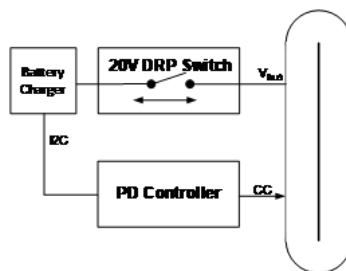 Battery
Charger
20V DRP Switch
Vbus
I2C
PD Controller
CC